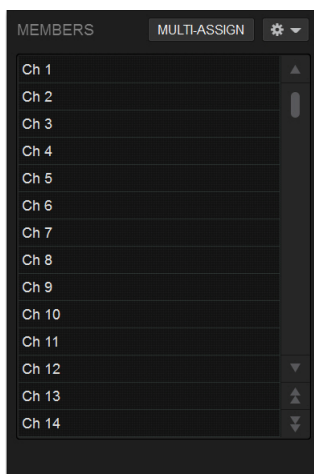 MEMBERS MULTI-ASSIGN
Ch 1
Ch 2
Ch 3
Ch 4
Ch 5
Ch 6
Ch 7
Ch 8
Ch 9
Ch 10
Ch 11
Ch 12
Ch 13
Ch 14